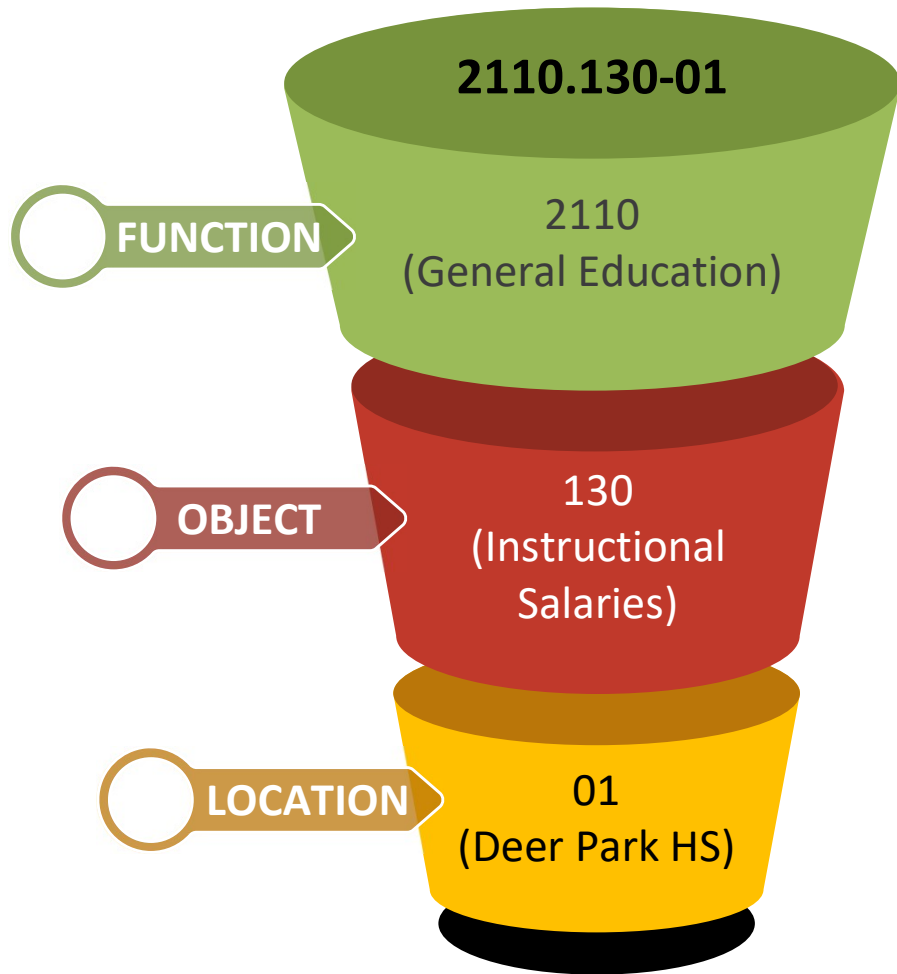 2110.130-01
FUNCTION
2110
(General Education)
OBJECT
130
(Instructional
Salaries)
LOCATION
01
(Deer Park HS)